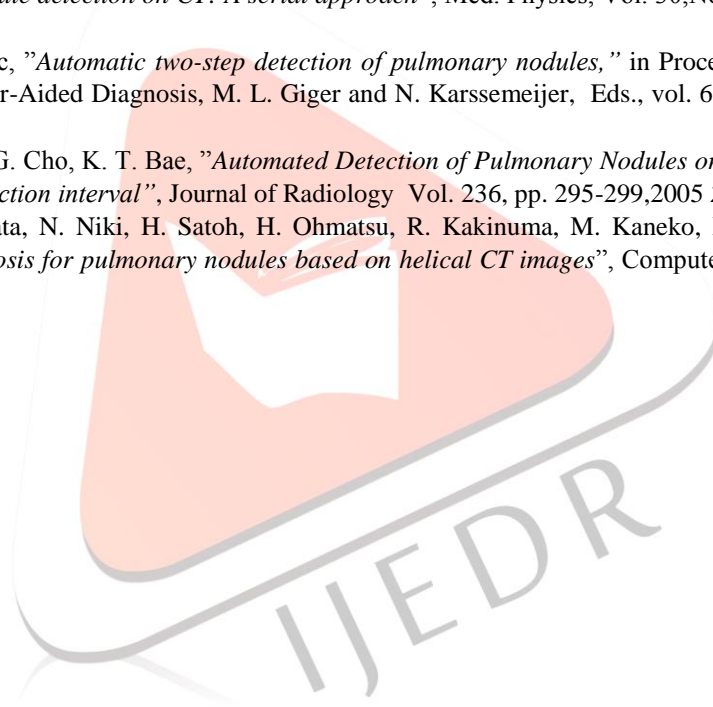 detection on CT: A serial approach”, Med. Physics, Vol. 30,No
c, ”Automatic two-step detection of pulmonary nodules,” in Proce
r-Aided Diagnosis, M. L. Giger and N. Karssemeijer, Eds., vol. 6
G. Cho, K. T. Bae, ”Automated Detection of Pulmonary Nodules
ction interval”, Journal of Radiology Vol. 236, pp. 295-299,2005
ata, N. Niki, H. Satoh, H. Ohmatsu, R. Kakinuma, M. Kaneko,
osis for pulmonary nodules based on helical CT images”, Compute
IJEDR